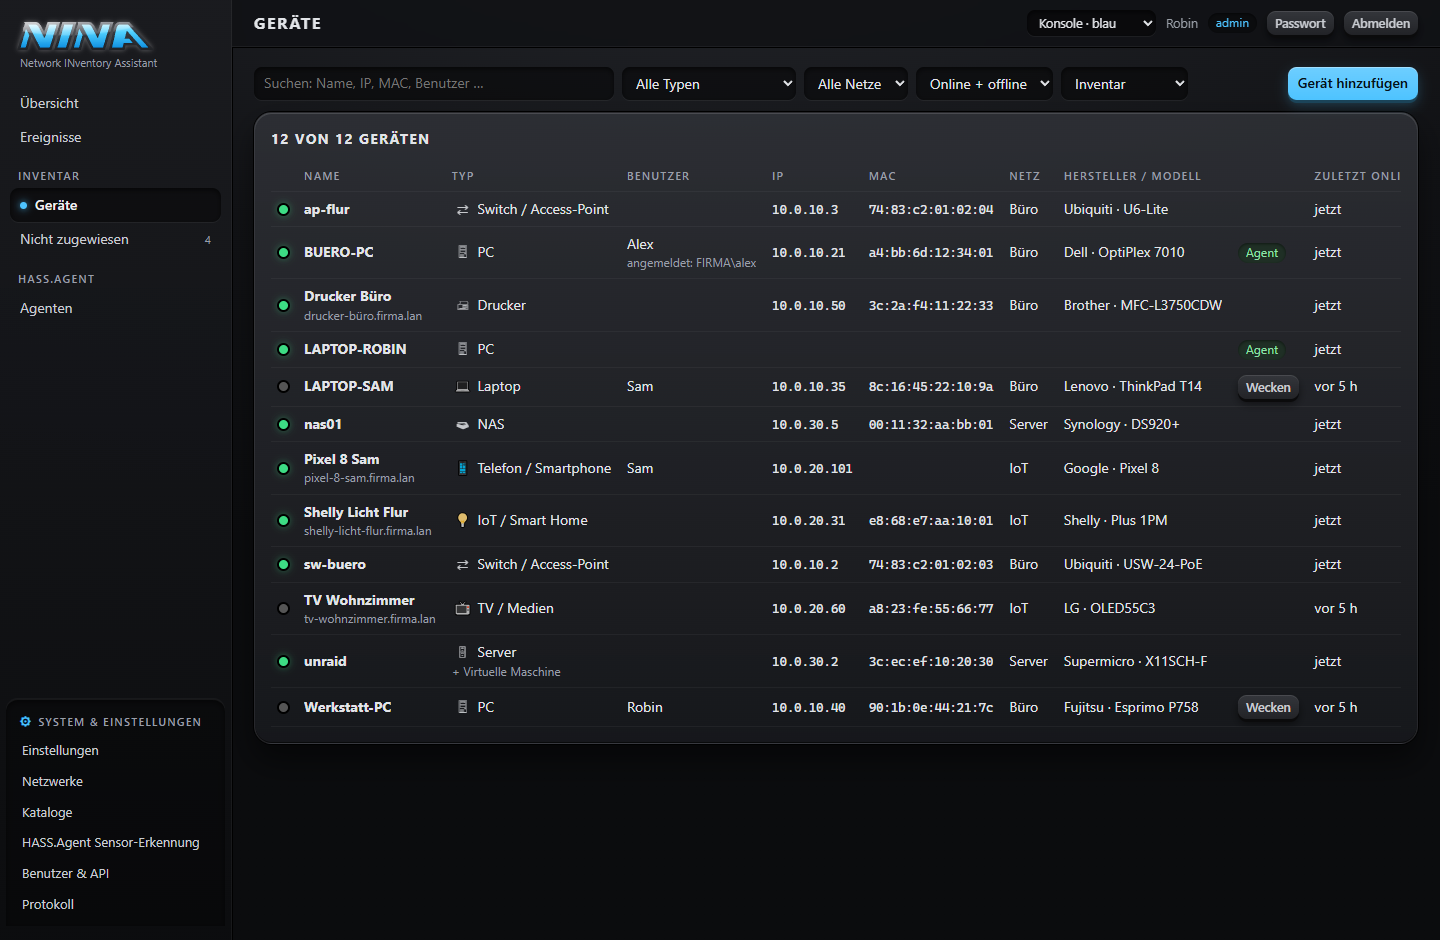 NINA
Network INventory Assistant
Übersicht
Ereignisse
INVENTAR
Geräte
Nicht zugewiesen 4
HASS.AGENT
Agenten
SYSTEM & EINSTELLUNGEN
Einstellungen
Netzwerke
Kataloge
HASS.Agent Sensor-Erkennung
Benutzer & API
Protokoll
GERÄTE
Konsole · blau Robin admin Passwort Abmelden
Suchen: Name, IP, MAC, Benutzer ... Alle Typen Alle Netze Online + offline Inventar Gerät hinzufügen
12 VON 12 GERÄTEN
NAME TYP BENUTZER IP MAC NETZ HERSTELLER / MODELL ZULETZT ONLI
ap-flur Switch / Access-Point 10.0.10.3 74:83:c2:01:02:04 Büro Ubiquiti · U6-Lite jetzt
BUERO-PC PC Alex 10.0.10.21 a4:bb:6d:12:34:01 Büro Dell · OptiPlex 7010 Agent jetzt
angemeldet: FIRMA\alex
Drucker Büro Drucker 10.0.10.50 3c:2a:f4:11:22:33 Büro Brother · MFC-L3750CDW jetzt
drucker-büro.firma.lan
LAPTOP-ROBIN PC Agent jetzt
LAPTOP-SAM Laptop Sam 10.0.10.35 8c:16:45:22:10:9a Büro Lenovo · ThinkPad T14 Wecken vor 5 h
nas01 NAS 10.0.30.5 00:11:32:aa:bb:01 Server Synology · DS920+ jetzt
Pixel 8 Sam Telefon / Smartphone Sam 10.0.20.101 IoT Google · Pixel 8 jetzt
pixel-8-sam.firma.lan
Shelly Licht Flur IoT / Smart Home 10.0.20.31 e8:68:e7:aa:10:01 IoT Shelly · Plus 1PM jetzt
shelly-licht-flur.firma.lan
sw-buero Switch / Access-Point 10.0.10.2 74:83:c2:01:02:03 Büro Ubiquiti · USW-24-PoE jetzt
TV Wohnzimmer TV / Medien 10.0.20.60 a8:23:fe:55:66:77 IoT LG · OLED55C3 vor 5 h
tv-wohnzimmer.firma.lan
unraid Server 10.0.30.2 3c:ec:ef:10:20:30 Server Supermicro · X11SCH-F jetzt
+ Virtuelle Maschine
Werkstatt-PC PC Robin 10.0.10.40 90:1b:0e:44:21:7c Büro Fujitsu · Esprimo P758 Wecken vor 5 h